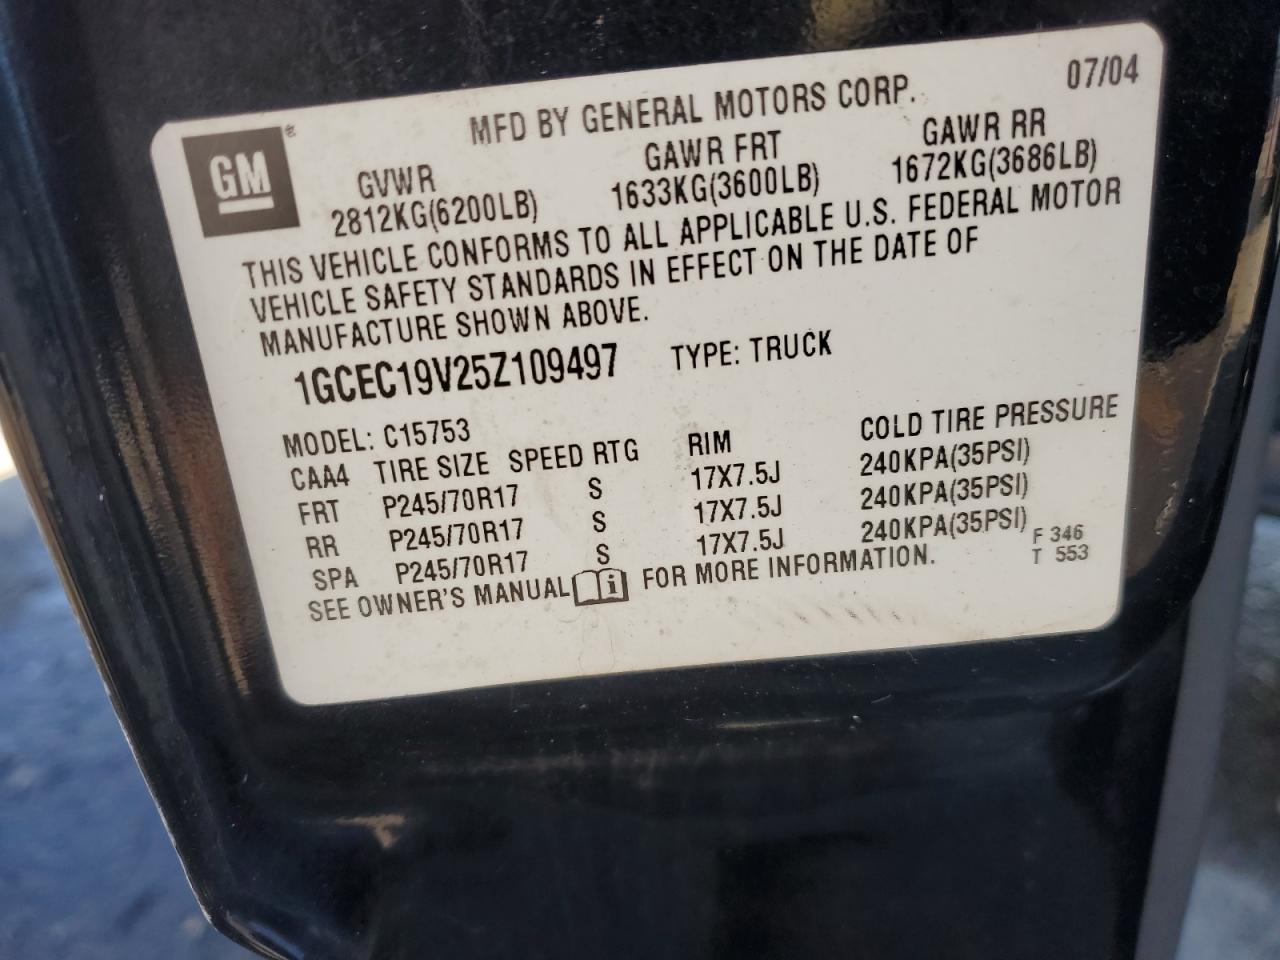 07/04
MFD BY GENERAL MOTORS CORP.
GM®
GVWR GAWR FRT GAWR RR
2812KG(6200LB) 1633KG(3600LB) 1672KG(3686LB)
THIS VEHICLE CONFORMS TO ALL APPLICABLE U.S. FEDERAL MOTOR
VEHICLE SAFETY STANDARDS IN EFFECT ON THE DATE OF
MANUFACTURE SHOWN ABOVE.
1GCEC19V25Z109497 TYPE: TRUCK
MODEL: C15753
CAA4 TIRE SIZE SPEED RTG RIM COLD TIRE PRESSURE
FRT P245/70R17 S 17X7.5J 240KPA(35PSI)
RR P245/70R17 S 17X7.5J 240KPA(35PSI)
SPA P245/70R17 S 17X7.5J 240KPA(35PSI)
SEE OWNER'S MANUAL i FOR MORE INFORMATION.
F 346
T 553